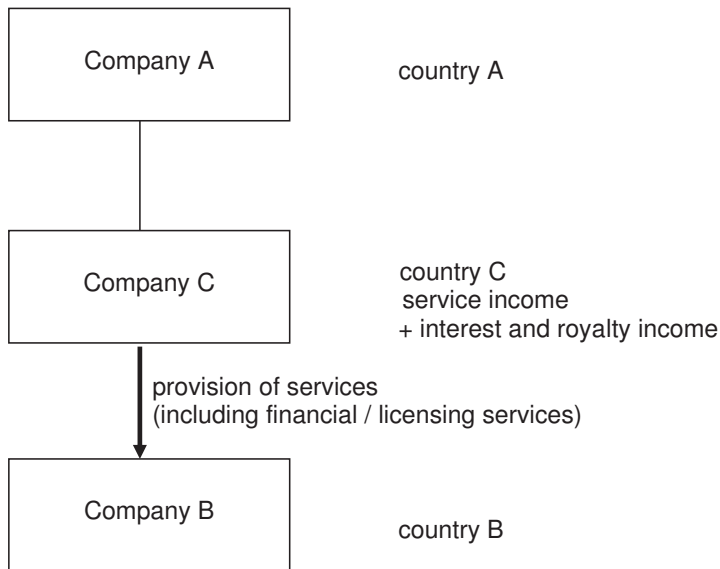 Company A
country A
Company C
country C
service income
+ interest and royalty income
provision of services
(including financial / licensing services)
Company B
country B